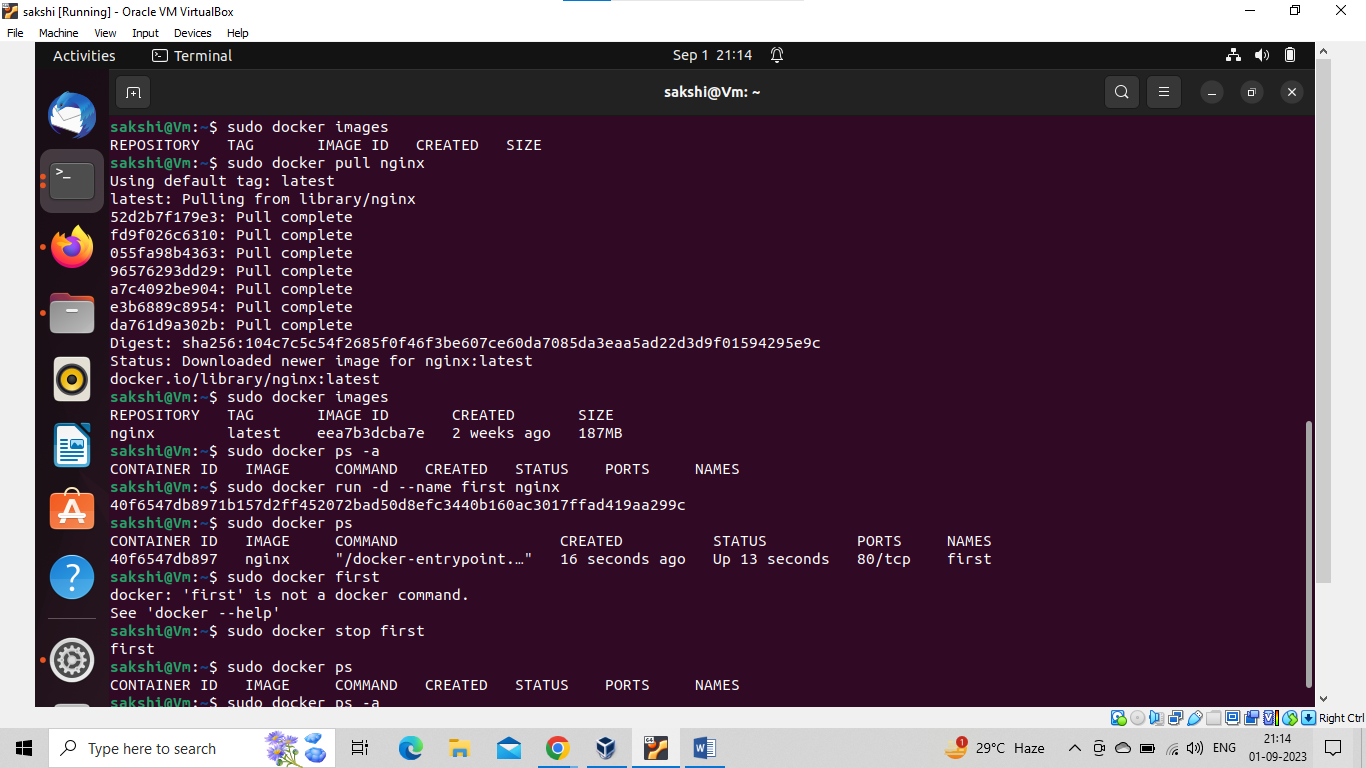 sakshi [Running] - Oracle VM VirtualBox
File Machine View Input Devices Help
Activities Terminal Sep 1 21:14
sakshi@Vm: ~
sakshi@Vm:~$ sudo docker images
REPOSITORY TAG IMAGE ID CREATED SIZE
sakshi@Vm:~$ sudo docker pull nginx
Using default tag: latest
latest: Pulling from library/nginx
52d2b7f179e3: Pull complete
fd9f026c6310: Pull complete
055fa98b4363: Pull complete
96576293dd29: Pull complete
a7c4092be904: Pull complete
e3b6889c8954: Pull complete
da761d9a302b: Pull complete
Digest: sha256:104c7c5c54f2685f0f46f3be607ce60da7085da3eaa5ad22d3d9f01594295e9c
Status: Downloaded newer image for nginx:latest
docker.io/library/nginx:latest
sakshi@Vm:~$ sudo docker images
REPOSITORY TAG IMAGE ID CREATED SIZE
nginx latest eea7b3dcba7e 2 weeks ago 187MB
sakshi@Vm:~$ sudo docker ps -a
CONTAINER ID IMAGE COMMAND CREATED STATUS PORTS NAMES
sakshi@Vm:~$ sudo docker run -d --name first nginx
40f6547db8971b157d2ff452072bad50d8efc3440b160ac3017ffad419aa299c
sakshi@Vm:~$ sudo docker ps
CONTAINER ID IMAGE COMMAND CREATED STATUS PORTS NAMES
40f6547db897 nginx "/docker-entrypoint.…" 16 seconds ago Up 13 seconds 80/tcp first
sakshi@Vm:~$ sudo docker first
docker: 'first' is not a docker command.
See 'docker --help'
sakshi@Vm:~$ sudo docker stop first
first
sakshi@Vm:~$ sudo docker ps
CONTAINER ID IMAGE COMMAND CREATED STATUS PORTS NAMES
sakshi@Vm:~$ sudo docker ps -a
Right Ctrl
Type here to search 1 29°C Haze ENG 21:14
01-09-2023